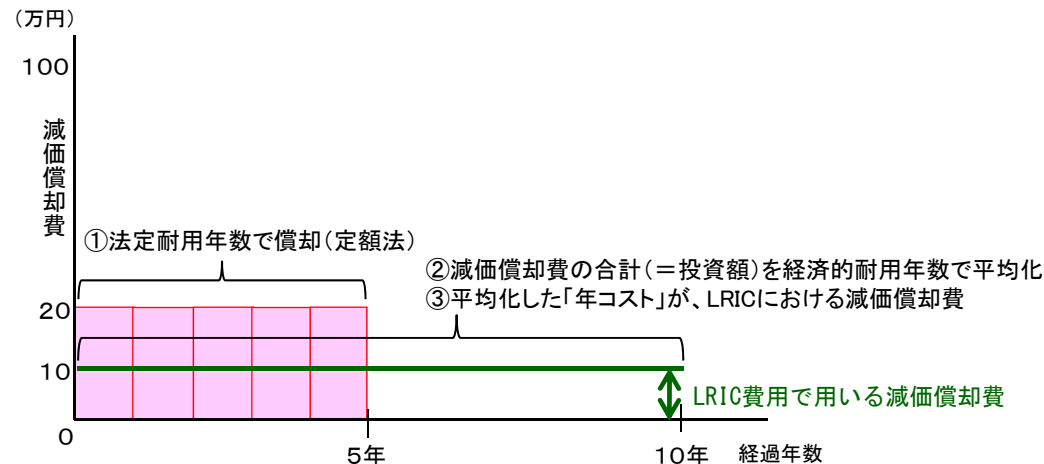 （万円）
100
減価償却費
①法定耐用年数で償却（定額法）
②減価償却費の合計（＝投資額）を経済的耐用年数で平均化
③平均化した「年コスト」が、LRICにおける減価償却費
20
10
LRIC費用で用いる減価償却費
0
5年
10年
経過年数